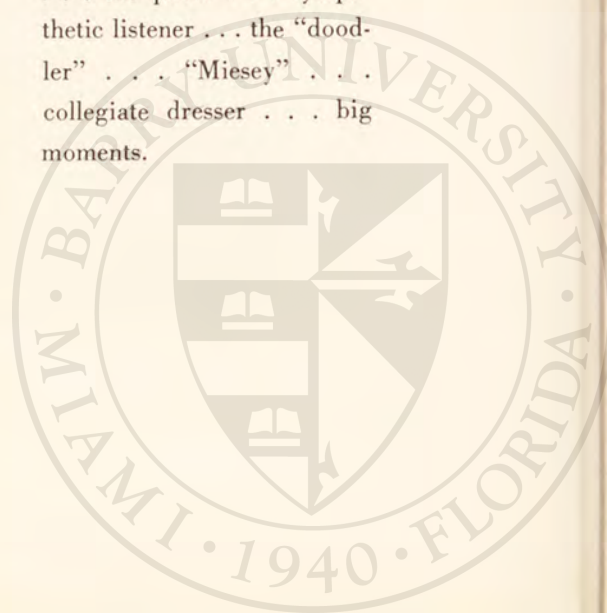 thetic listener . . . the “dood-
ler” . . . “Miesey” . . .
collegiate dresser . . . big
moments.
BARRY UNIVERSITY
MIAMI · 1940 · FLORIDA